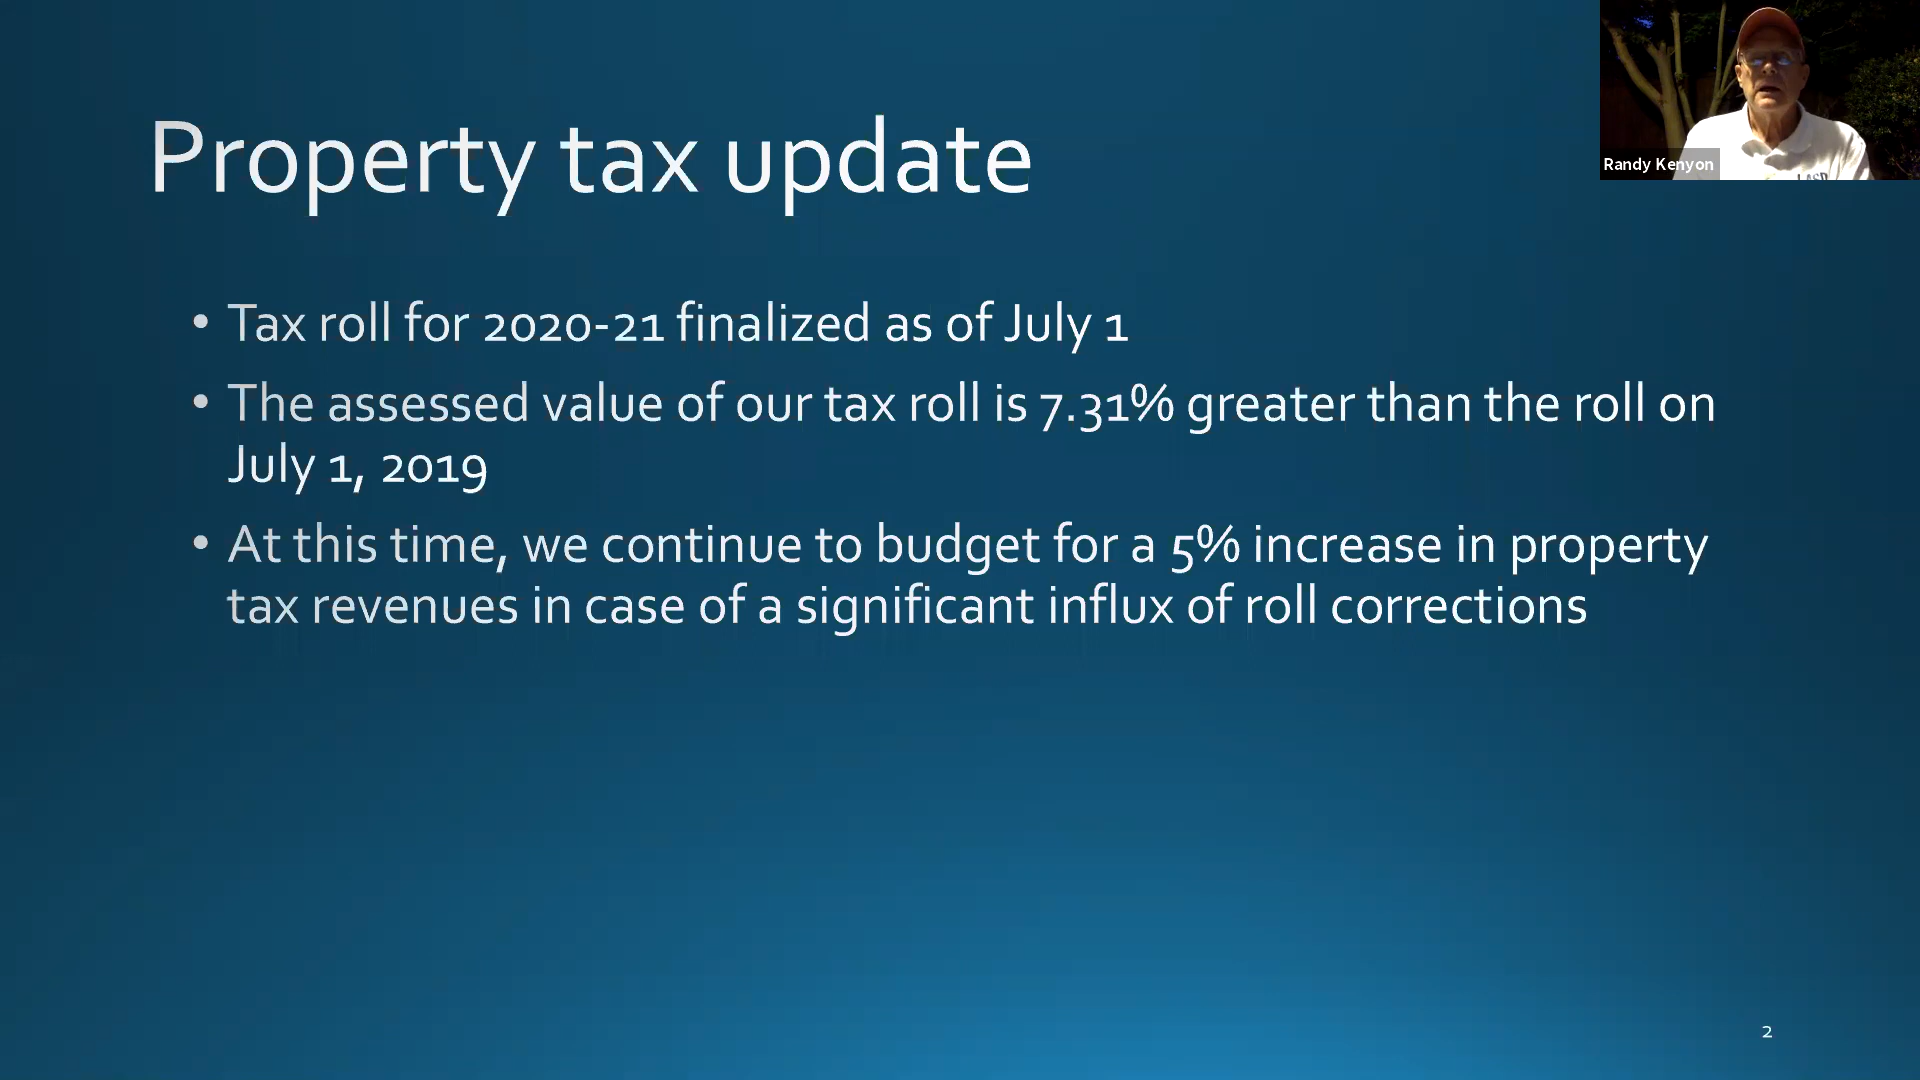 Property tax update
Randy Kenyon
• Tax roll for 2020-21 finalized as of July 1
• The assessed value of our tax roll is 7.31% greater than the roll on
July 1, 2019
• At this time, we continue to budget for a 5% increase in property
tax revenues in case of a significant influx of roll corrections
2